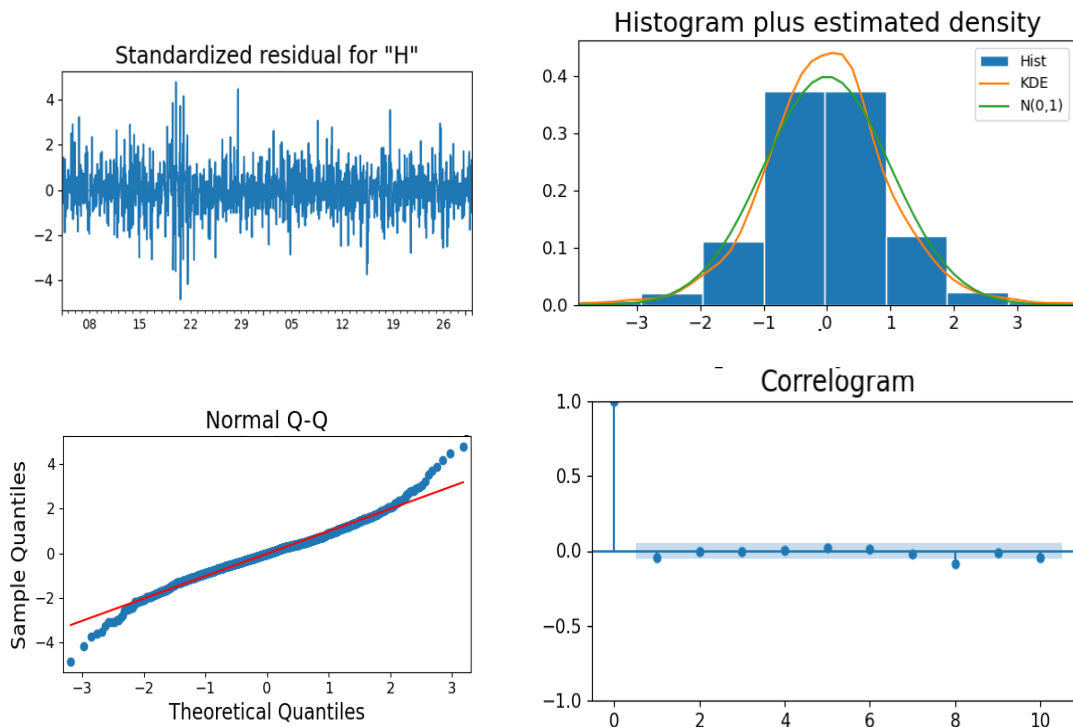 Standardized residual for "H"
4
2
0
−2
−4
08 15 22 29 05 12 19 26
Histogram plus estimated density
Hist
KDE
N(0,1)
0.4
0.3
0.2
0.1
0.0
−3 −2 −1 0 1 2 3
Normal Q-Q
Sample Quantiles
4
2
0
−2
−4
−3 −2 −1 0 1 2 3
Theoretical Quantiles
Correlogram
1.0
0.5
0.0
−0.5
−1.0
0 2 4 6 8 10